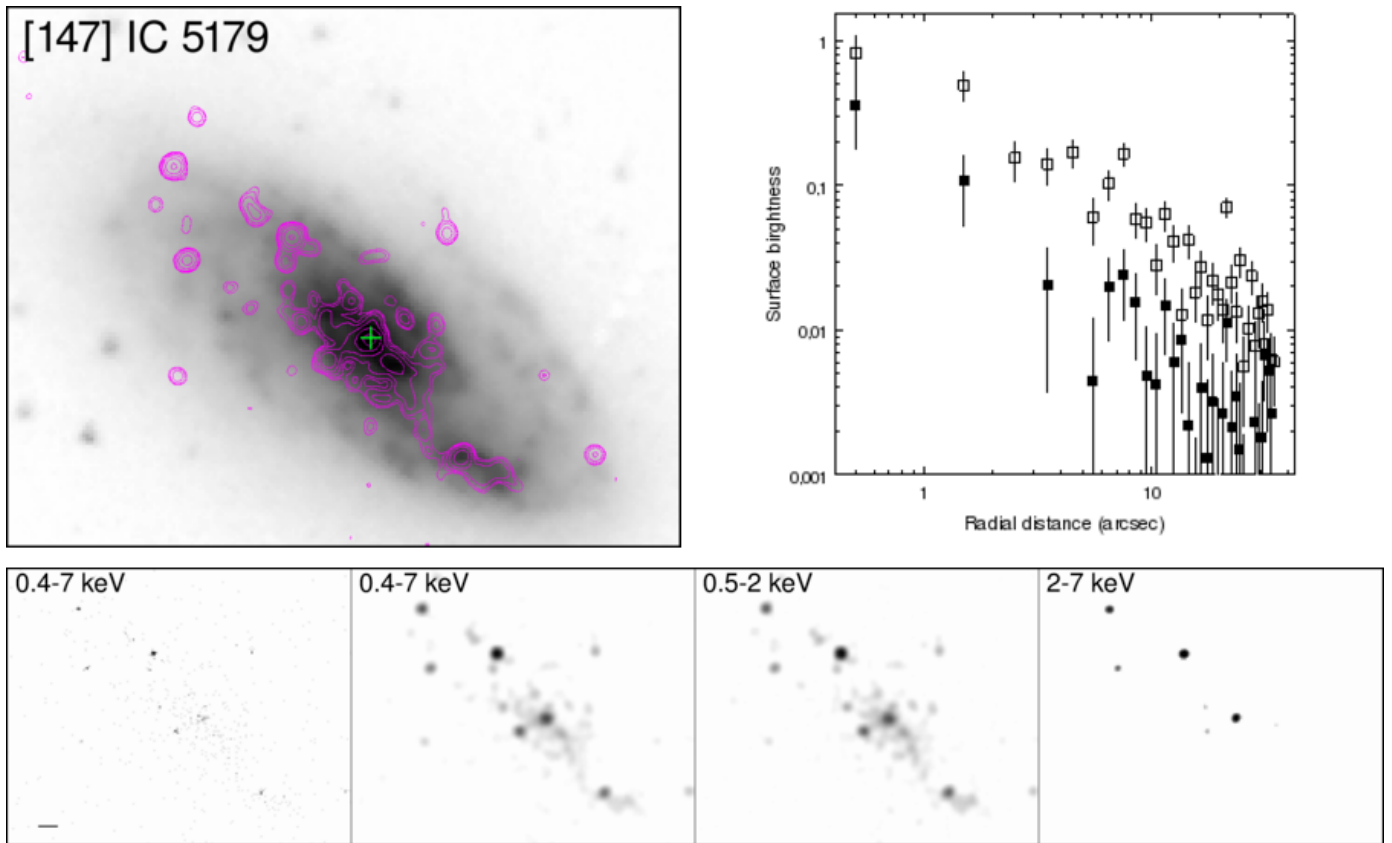 [147] IC 5179
1
0.1
0,01
0,001
Surface birghtness
1
10
Radial distance (arcsec)
0.4-7 keV
0.4-7 keV
0.5-2 keV
2-7 keV